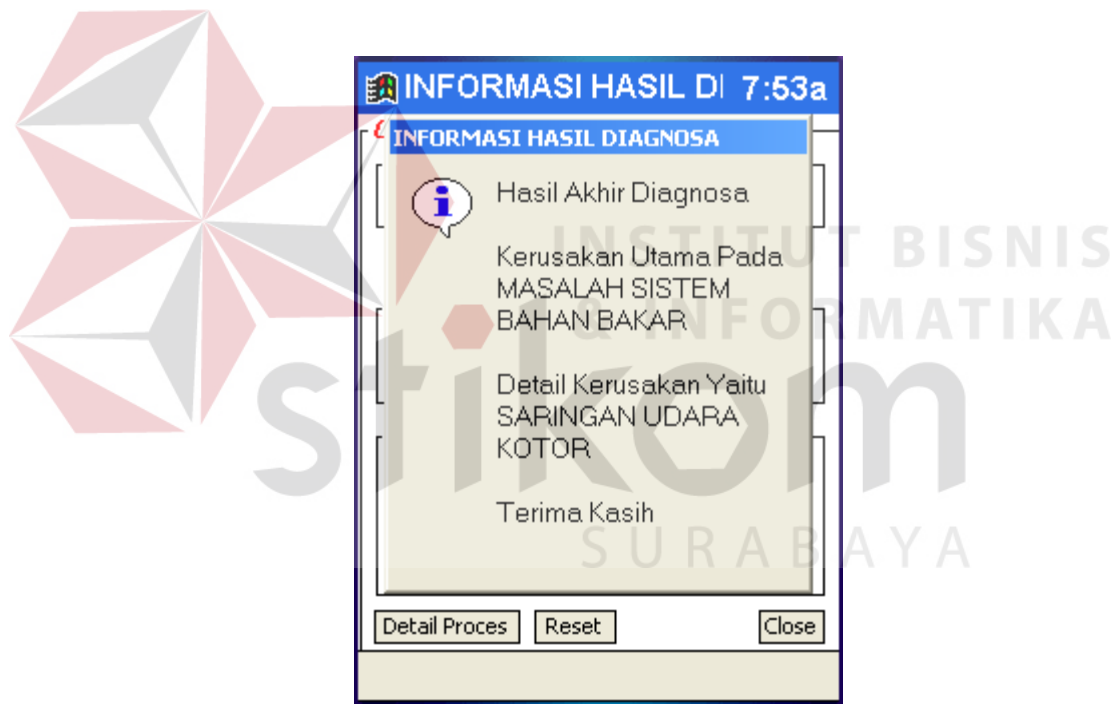 INFORMASI HASIL DI 7:53a
INFORMASI HASIL DIAGNOSA
Hasil Akhir Diagnosa
Kerusakan Utama Pada
MASALAH SISTEM
BAHAN BAKAR
Detail Kerusakan Yaitu
SARINGAN UDARA
KOTOR
Terima Kasih
Detail Proces Reset Close
INSTITUT BISNIS
& INFORMATIKA
stikom
SURABAYA